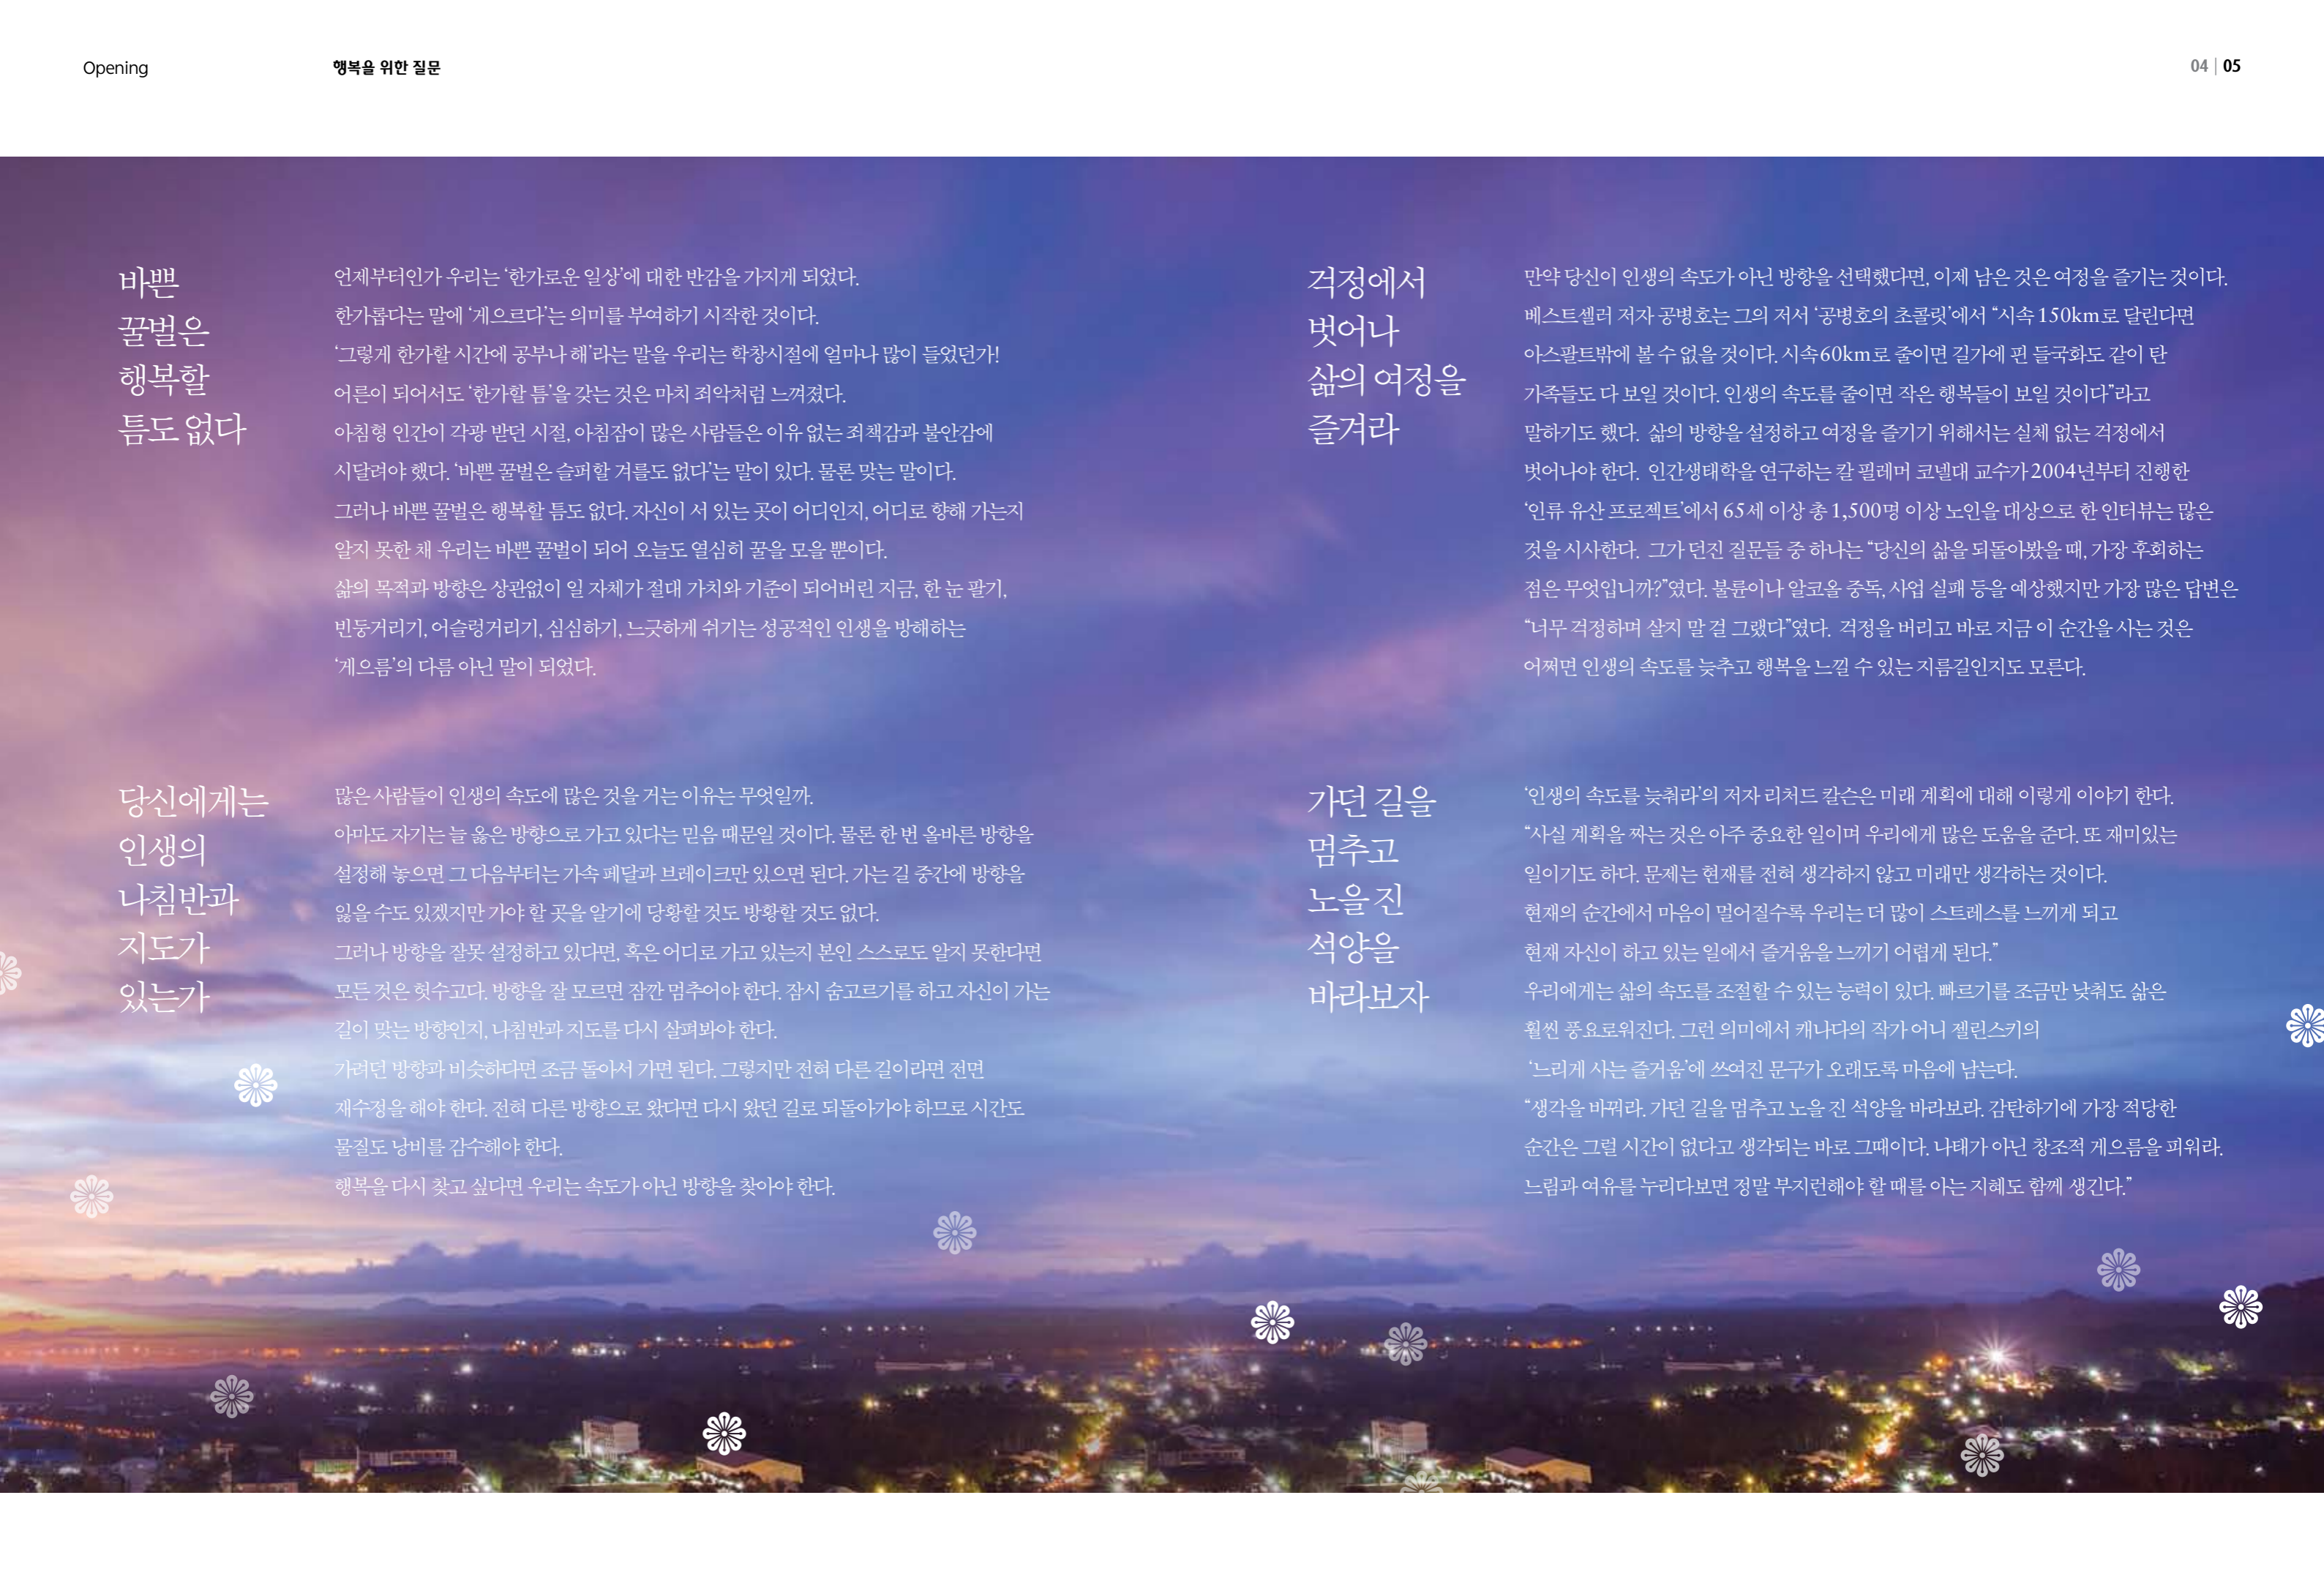 Opening
행복을 위한 질문
04 | 05
바쁜
꿀벌은
행복할
틈도 없다
언제부터인가 우리는 ‘한가로운 일상’에 대한 반감을 가지게 되었다.
한가롭다는 말에 ‘게으르다’는 의미를 부여하기 시작한 것이다.
‘그렇게 한가할 시간에 공부나 해’라는 말을 우리는 학창시절에 얼마나 많이 들었던가!
어른이 되어서도 ‘한가할 틈’을 갖는 것은 마치 죄악처럼 느껴졌다.
아침형 인간이 각광 받던 시절, 아침잠이 많은 사람들은 이유 없는 죄책감과 불안감에
시달려야 했다. ‘바쁜 꿀벌은 슬퍼할 겨를도 없다’는 말이 있다. 물론 맞는 말이다.
그러나 바쁜 꿀벌은 행복할 틈도 없다. 자신이 서 있는 곳이 어디인지, 어디로 향해 가는지
알지 못한 채 우리는 바쁜 꿀벌이 되어 오늘도 열심히 꿀을 모을 뿐이다.
삶의 목적과 방향은 상관없이 일 자체가 절대 가치와 기준이 되어버린 지금, 한 눈 팔기,
빈둥거리기, 어슬렁거리기, 심심하기, 느긋하게 쉬기는 성공적인 인생을 방해하는
‘게으름’의 다름 아닌 말이 되었다.
당신에게는
인생의
나침반과
지도가
있는가
많은 사람들이 인생의 속도에 많은 것을 거는 이유는 무엇일까.
아마도 자기는 늘 옳은 방향으로 가고 있다는 믿음 때문일 것이다. 물론 한 번 올바른 방향을
설정해 놓으면 그 다음부터는 가속 페달과 브레이크만 있으면 된다. 가는 길 중간에 방향을
잃을 수도 있겠지만 가야 할 곳을 알기에 당황할 것도 방황할 것도 없다.
그러나 방향을 잘못 설정하고 있다면, 혹은 어디로 가고 있는지 본인 스스로도 알지 못한다면
모든 것은 헛수고다. 방향을 잘 모르면 잠깐 멈추어야 한다. 잠시 숨고르기를 하고 자신이 가는
길이 맞는 방향인지, 나침반과 지도를 다시 살펴봐야 한다.
가려던 방향과 비슷하다면 조금 돌아서 가면 된다. 그렇지만 전혀 다른 길이라면 전면
재수정을 해야 한다. 전혀 다른 방향으로 왔다면 다시 왔던 길로 되돌아가야 하므로 시간도
물질도 낭비를 감수해야 한다.
행복을 다시 찾고 싶다면 우리는 속도가 아닌 방향을 찾아야 한다.
걱정에서
벗어나
삶의 여정을
즐겨라
만약 당신이 인생의 속도가 아닌 방향을 선택했다면, 이제 남은 것은 여정을 즐기는 것이다.
베스트셀러 저자 공병호는 그의 저서 ‘공병호의 초콜릿’에서 “시속 150km로 달린다면
아스팔트밖에 볼 수 없을 것이다. 시속 60km로 줄이면 길가에 핀 들국화도 같이 탄
가족들도 다 보일 것이다. 인생의 속도를 줄이면 작은 행복들이 보일 것이다”라고
말하기도 했다. 삶의 방향을 설정하고 여정을 즐기기 위해서는 실체 없는 걱정에서
벗어나야 한다. 인간생태학을 연구하는 칼 필레머 코넬대 교수가 2004년부터 진행한
‘인류 유산 프로젝트’에서 65세 이상 총 1,500명 이상 노인을 대상으로 한 인터뷰는 많은
것을 시사한다. 그가 던진 질문들 중 하나는 “당신의 삶을 되돌아봤을 때, 가장 후회하는
점은 무엇입니까?”였다. 불륜이나 알코올 중독, 사업 실패 등을 예상했지만 가장 많은 답변은
“너무 걱정하며 살지 말 걸 그랬다”였다. 걱정을 버리고 바로 지금 이 순간을 사는 것은
어쩌면 인생의 속도를 늦추고 행복을 느낄 수 있는 지름길인지도 모른다.
가던 길을
멈추고
노을 진
석양을
바라보자
‘인생의 속도를 늦춰라’의 저자 리처드 칼슨은 미래 계획에 대해 이렇게 이야기 한다.
“사실 계획을 짜는 것은 아주 중요한 일이며 우리에게 많은 도움을 준다. 또 재미있는
일이기도 하다. 문제는 현재를 전혀 생각하지 않고 미래만 생각하는 것이다.
현재의 순간에서 마음이 멀어질수록 우리는 더 많이 스트레스를 느끼게 되고
현재 자신이 하고 있는 일에서 즐거움을 느끼기 어렵게 된다.”
우리에게는 삶의 속도를 조절할 수 있는 능력이 있다. 빠르기를 조금만 낮춰도 삶은
훨씬 풍요로워진다. 그런 의미에서 캐나다의 작가 어니 젤린스키의
‘느리게 사는 즐거움’에 쓰여진 문구가 오래도록 마음에 남는다.
“생각을 바꿔라. 가던 길을 멈추고 노을 진 석양을 바라보라. 감탄하기에 가장 적당한
순간은 그럴 시간이 없다고 생각되는 바로 그때이다. 나태가 아닌 창조적 게으름을 피워라.
느림과 여유를 누리다보면 정말 부지런해야 할 때를 아는 지혜도 함께 생긴다.”